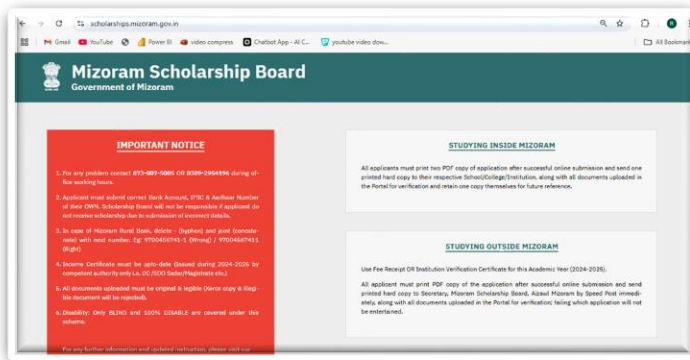 scholarships.mizoram.gov.in
Gmail YouTube Power BI video compress Chatbot App - AI C... youtube video dow... All Bookmark
Mizoram Scholarship Board
Government of Mizoram
IMPORTANT NOTICE
1. For any problem contact OR during of-
fice working hours.
2. Applicant must submit correct Bank Account, IFSC & Aadhaar Number
of their OWN. Scholarship Board will not be responsible if applicant do
not receive scholarship due to submission of incorrect details.
3. In case of Mizoram Rural Bank, delete - (hyphen) and joint (concate-
nate) with next number. Eg: 9700466741-1 (Wrong) / 97004667411
(Right)
4. Income Certificate must be upto-date (Issued during 2024-2025 by
competent authority only i.e. DC /SDO Sadar/Magistrate etc.)
5. All documents uploaded must be original & legible (Xerox copy & illegi-
ble document will be rejected).
6. Disability: Only BLIND and 100% DISABLE are covered under this
scheme.
For any further information and updated instruction, please visit our
STUDYING INSIDE MIZORAM
All applicants must print two PDF copy of application after successful online submission and send one
printed hard copy to their respective School/College/Institution, along with all documents uploaded in
the Portal for verification and retain one copy themselves for future reference.
STUDYING OUTSIDE MIZORAM
Use Fee Receipt OR Institution Verification Certificate for this Academic Year (2024-2025).
All applicant must print PDF copy of the application after successful online submission and send
printed hard copy to Secretary, Mizoram Scholarship Board, Aizawl Mizoram by Speed Post immedi-
ately, along with all documents uploaded in the Portal for verification; failing which application will not
be entertained.